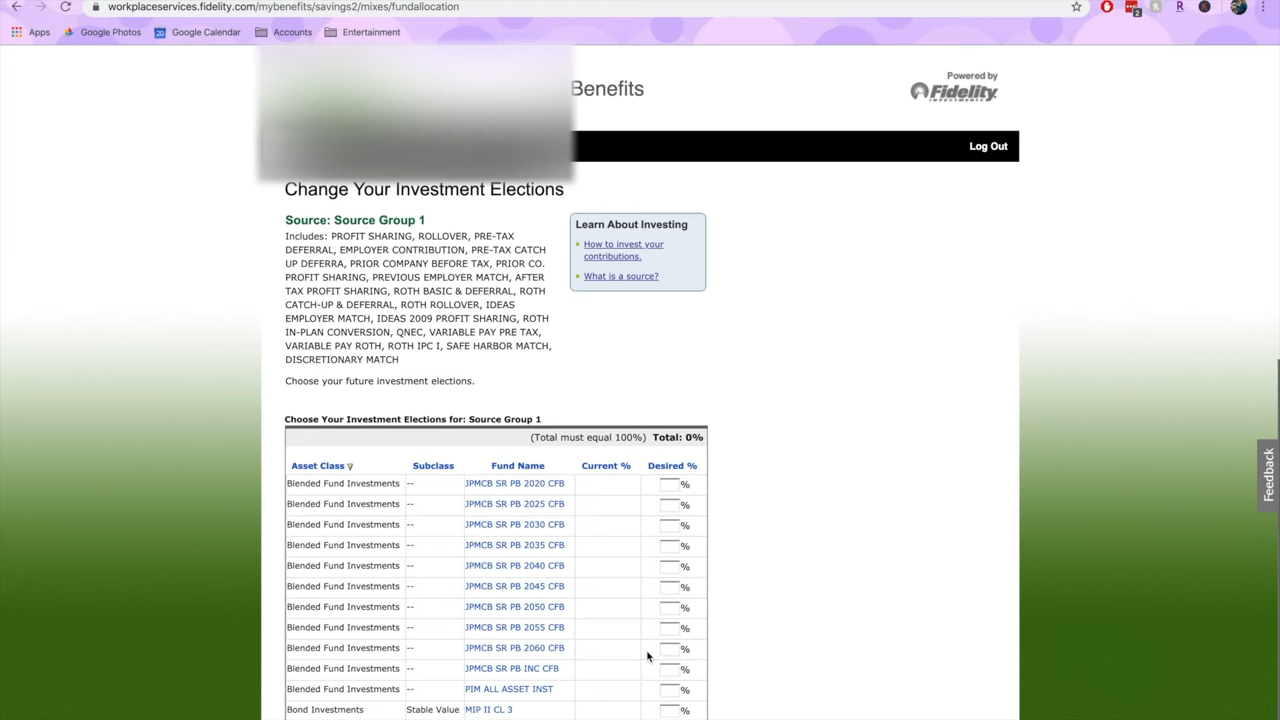 workplaceservices.fidelity.com/mybenefits/savings2/mixes/fundallocation
2
Apps Google Photos 20 Google Calendar Accounts Entertainment
Benefits
Powered by
Fidelity
INVESTMENTS
Log Out
Change Your Investment Elections
Source: Source Group 1
Includes: PROFIT SHARING, ROLLOVER, PRE-TAX
DEFERRAL, EMPLOYER CONTRIBUTION, PRE-TAX CATCH
UP DEFERRA, PRIOR COMPANY BEFORE TAX, PRIOR CO.
PROFIT SHARING, PREVIOUS EMPLOYER MATCH, AFTER
TAX PROFIT SHARING, ROTH BASIC & DEFERRAL, ROTH
CATCH-UP & DEFERRAL, ROTH ROLLOVER, IDEAS
EMPLOYER MATCH, IDEAS 2009 PROFIT SHARING, ROTH
IN-PLAN CONVERSION, QNEC, VARIABLE PAY PRE TAX,
VARIABLE PAY ROTH, ROTH IPC I, SAFE HARBOR MATCH,
DISCRETIONARY MATCH
Learn About Investing
How to invest your
contributions.
What is a source?
Choose your future investment elections.
Choose Your Investment Elections for: Source Group 1
(Total must equal 100%) Total: 0%
Asset Class Subclass Fund Name Current % Desired %
Blended Fund Investments -- JPMCB SR PB 2020 CFB %
Blended Fund Investments -- JPMCB SR PB 2025 CFB %
Blended Fund Investments -- JPMCB SR PB 2030 CFB %
Blended Fund Investments -- JPMCB SR PB 2035 CFB %
Blended Fund Investments -- JPMCB SR PB 2040 CFB %
Blended Fund Investments -- JPMCB SR PB 2045 CFB %
Blended Fund Investments -- JPMCB SR PB 2050 CFB %
Blended Fund Investments -- JPMCB SR PB 2055 CFB %
Blended Fund Investments -- JPMCB SR PB 2060 CFB %
Blended Fund Investments -- JPMCB SR PB INC CFB %
Blended Fund Investments -- PIM ALL ASSET INST %
Bond Investments Stable Value MIP II CL 3 %
Feedback